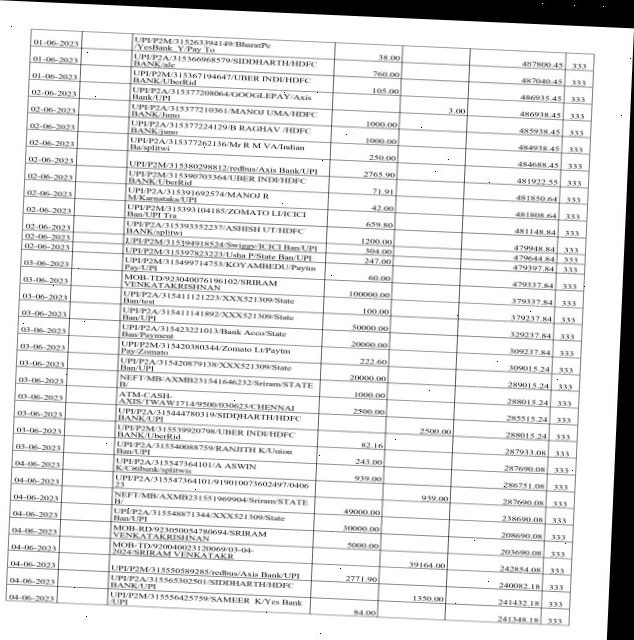 01-06-2023 UPI/P2M/315263394149/BharatPe
/YesBank_Y/Pay To 38.00 487800.45 333
01-06-2023 UPI/P2A/315366968579/SIDDHARTH/HDFC
BANK/alc 760.00 487040.45 333
01-06-2023 UPI/P2M/315367194647/UBER INDI/HDFC
BANK/UberRid 105.00 486935.45 333
02-06-2023 UPI/P2A/315377208064/GOOGLEPAY/Axis
Bank/UPI 3.00 486938.45 333
02-06-2023 UPI/P2A/315377210361/MANOJ UMA/HDFC
BANK/Juno 1000.00 485938.45 333
02-06-2023 UPI/P2A/315377224129/B RAGHAV /HDFC
BANK/juno 1000.00 484938.45 333
02-06-2023 UPI/P2A/315377262136/Mr R M VA/Indian
Ba/splitwi 250.00 484688.45 333
02-06-2023 UPI/P2M/315380298812/redbus/Axis Bank/UPI 2765.90 481922.55 333
02-06-2023 UPI/P2M/315390703364/UBER INDI/HDFC
BANK/UberRid 71.91 481850.64 333
02-06-2023 UPI/P2A/315391692574/MANOJ R
M/Karnataka/UPI 42.00 481808.64 333
02-06-2023 UPI/P2M/315393104185/ZOMATO LI/ICICI
Ban/UPI Tra 659.80 481148.84 333
02-06-2023 UPI/P2A/315393352237/ASHISH UT/HDFC
BANK/splitwi 1200.00 479948.84 333
02-06-2023 UPI/P2M/315394918524/Swiggy/ICICI Ban/UPI 304.00 479644.84 333
02-06-2023 UPI/P2M/315397823223/Usha P/State Ban/UPI 247.00 479397.84 333
03-06-2023 UPI/P2M/315499714753/KOYAMBEDU/Paytm
Pay/UPI 60.00 479337.84 333
03-06-2023 MOB-TD/923040076196102/SRIRAM
VENKATAKRISHNAN 100000.00 379337.84 333
03-06-2023 UPI/P2A/315411121223/XXX521309/State
Ban/test 100.00 379237.84 333
03-06-2023 UPI/P2A/315411141892/XXX521309/State
Ban/UPI 50000.00 329237.84 333
03-06-2023 UPI/P2A/315423221013/Bank Acco/State
Ban/Payment 20000.00 309237.84 333
03-06-2023 UPI/P2M/315420380344/Zomato Lt/Paytm
Pay/Zomato 222.60 309015.24 333
03-06-2023 UPI/P2A/315420879138/XXX521309/State
Ban/UPI 20000.00 289015.24 333
03-06-2023 NEFT/MB/AXMB231541646232/Sriram/STATE
B/ 1000.00 288015.24 333
03-06-2023 ATM-CASH-
AXIS/TWAW1714/9500/030623/CHENNAI 2500.00 285515.24 333
03-06-2023 UPI/P2A/315444780319/SIDDHARTH/HDFC
BANK/UPI 2500.00 288015.24 333
03-06-2023 UPI/P2M/315539920798/UBER INDI/HDFC
BANK/UberRid 82.16 287933.08 333
03-06-2023 UPI/P2A/315540088759/RANJITH K/Union
Ban/UPI 243.00 287690.08 333
04-06-2023 UPI/P2A/315547364101/A ASWIN
K/Citibank/splitwis 939.00 286751.08 333
04-06-2023 UPI/P2A/315547364101/919010073602497/0406
23 939.00 287690.08 333
04-06-2023 NEFT/MB/AXMB231551969904/Sriram/STATE
B/ 49000.00 238690.08 333
04-06-2023 UPI/P2A/315548871344/XXX521309/State
Ban/UPI 30000.00 208690.08 333
04-06-2023 MOB-RD/923050054780694/SRIRAM
VENKATAKRISHNAN 5000.00 203690.08 333
04-06-2023 MOB-TD/920040023120069/03-04-
2024/SRIRAM VENKATAKR 39164.00 242854.08 333
04-06-2023 UPI/P2M/315550589285/redbus/Axis Bank/UPI 2771.90 240082.18 333
04-06-2023 UPI/P2A/315565302501/SIDDHARTH/HDFC
BANK/UPI 1350.00 241432.18 333
04-06-2023 UPI/P2M/315556425759/SAMEER K/Yes Bank
/UPI 84.00 241348.18 333